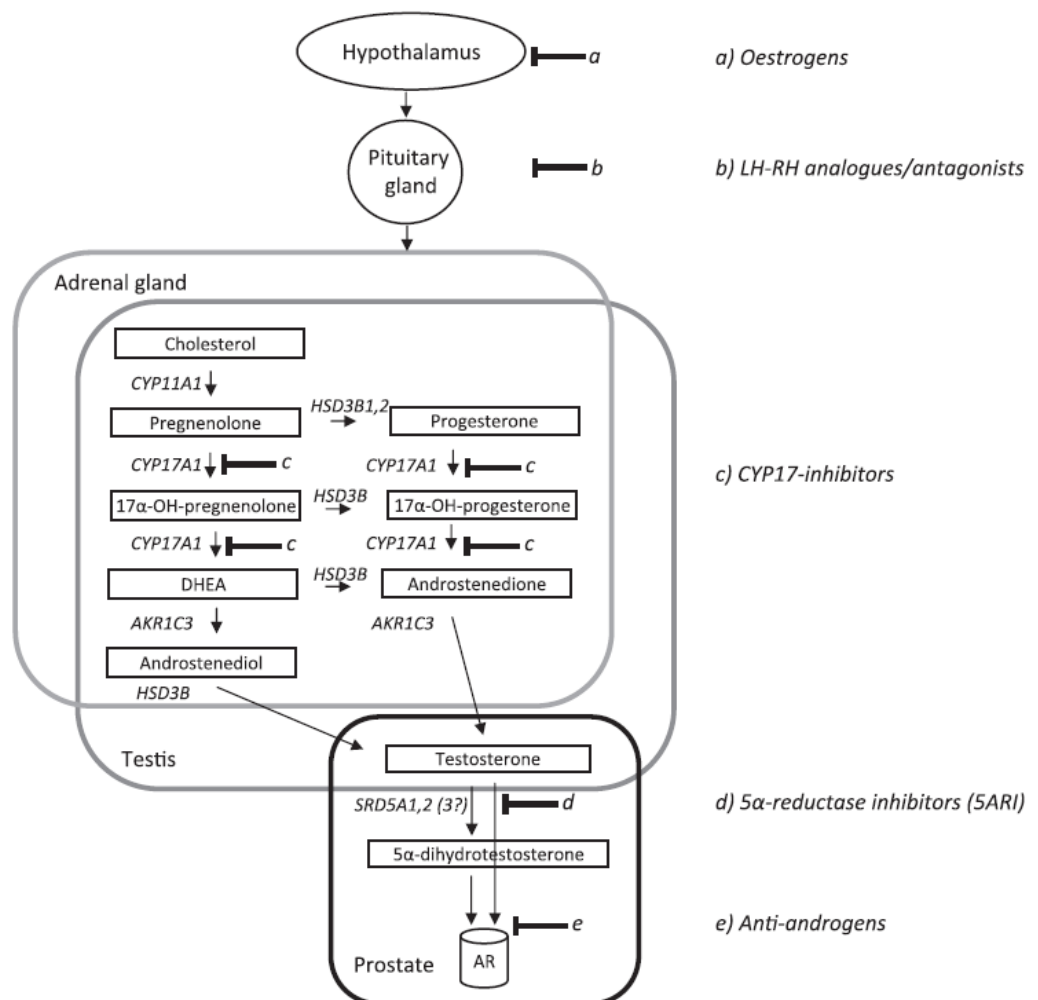 Hypothalamus
a
a) Oestrogens
Pituitary
gland
b
b) LH-RH analogues/antagonists
Adrenal gland
Cholesterol
CYP11A1
HSD3B1,2
Pregnenolone
Progesterone
CYP17A1
c
CYP17A1
c
c) CYP17-inhibitors
17α-OH-pregnenolone
HSD3B
17α-OH-progesterone
CYP17A1
c
CYP17A1
c
DHEA
HSD3B
Androstenedione
AKR1C3
AKR1C3
Androstenediol
HSD3B
Testis
Testosterone
SRD5A1,2 (3?)
d
d) 5α-reductase inhibitors (5ARI)
5α-dihydrotestosterone
e
e) Anti-androgens
Prostate
AR